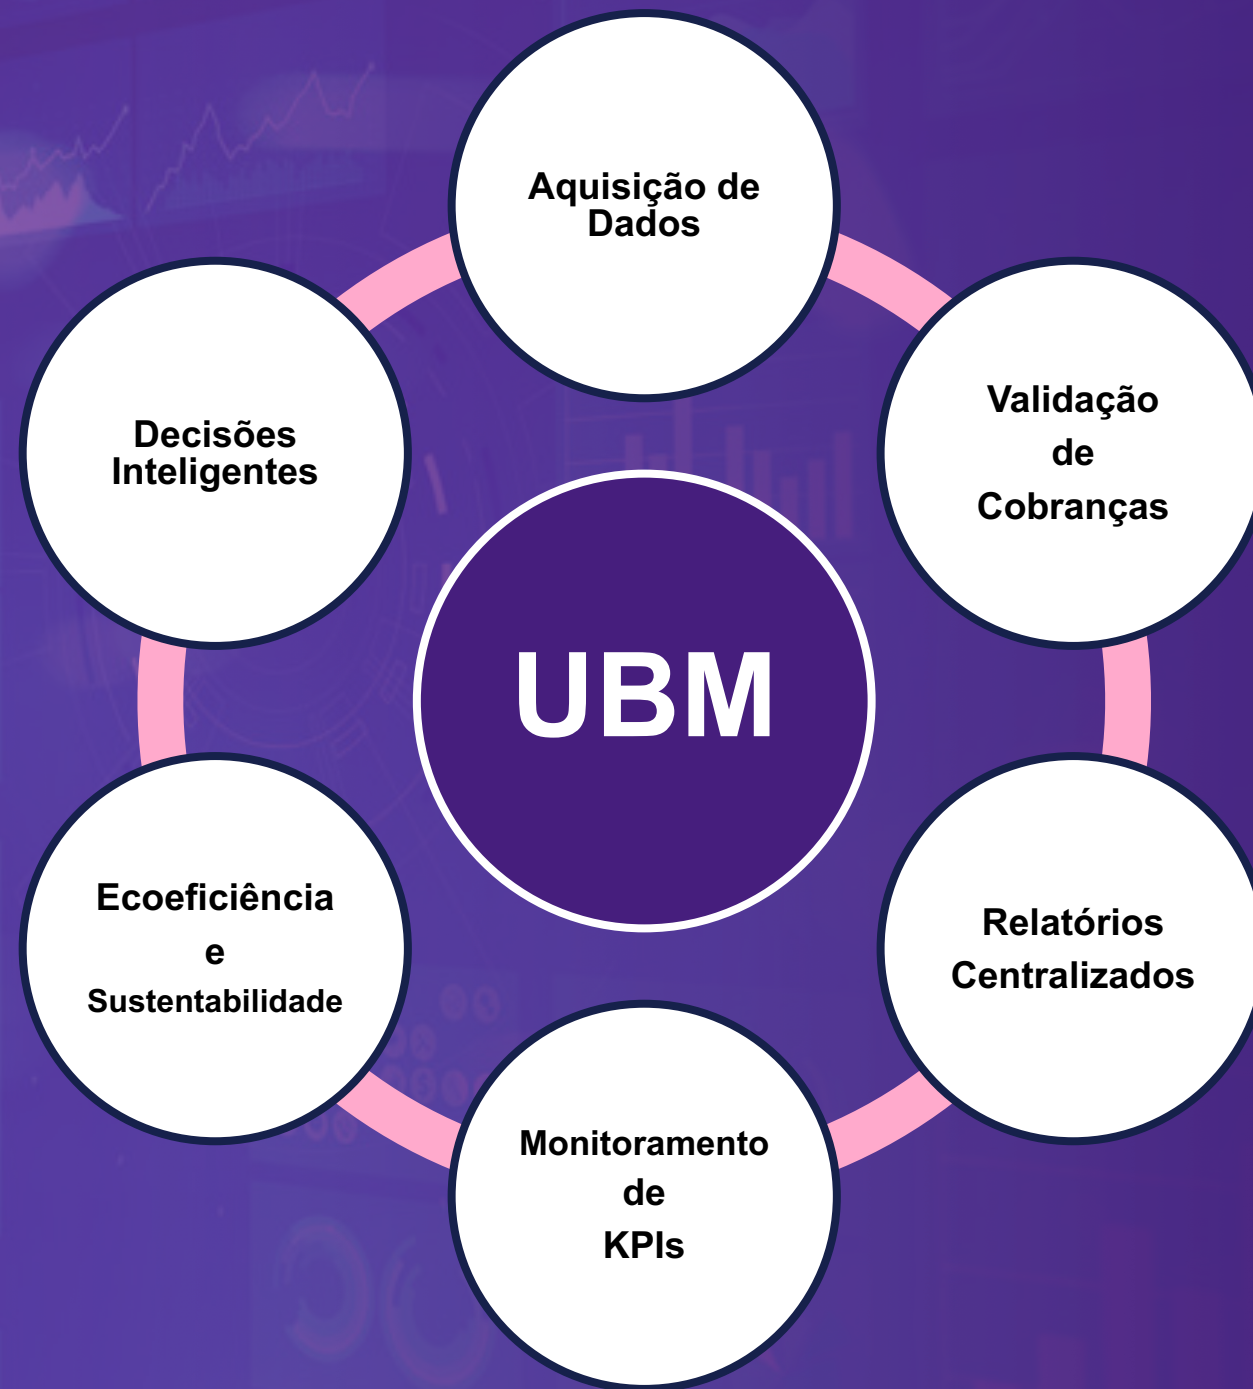 Aquisição de
Dados
Validação
de
Cobranças
Relatórios
Centralizados
Monitoramento
de
KPIs
Ecoeficiência
e
Sustentabilidade
Decisões
Inteligentes
UBM